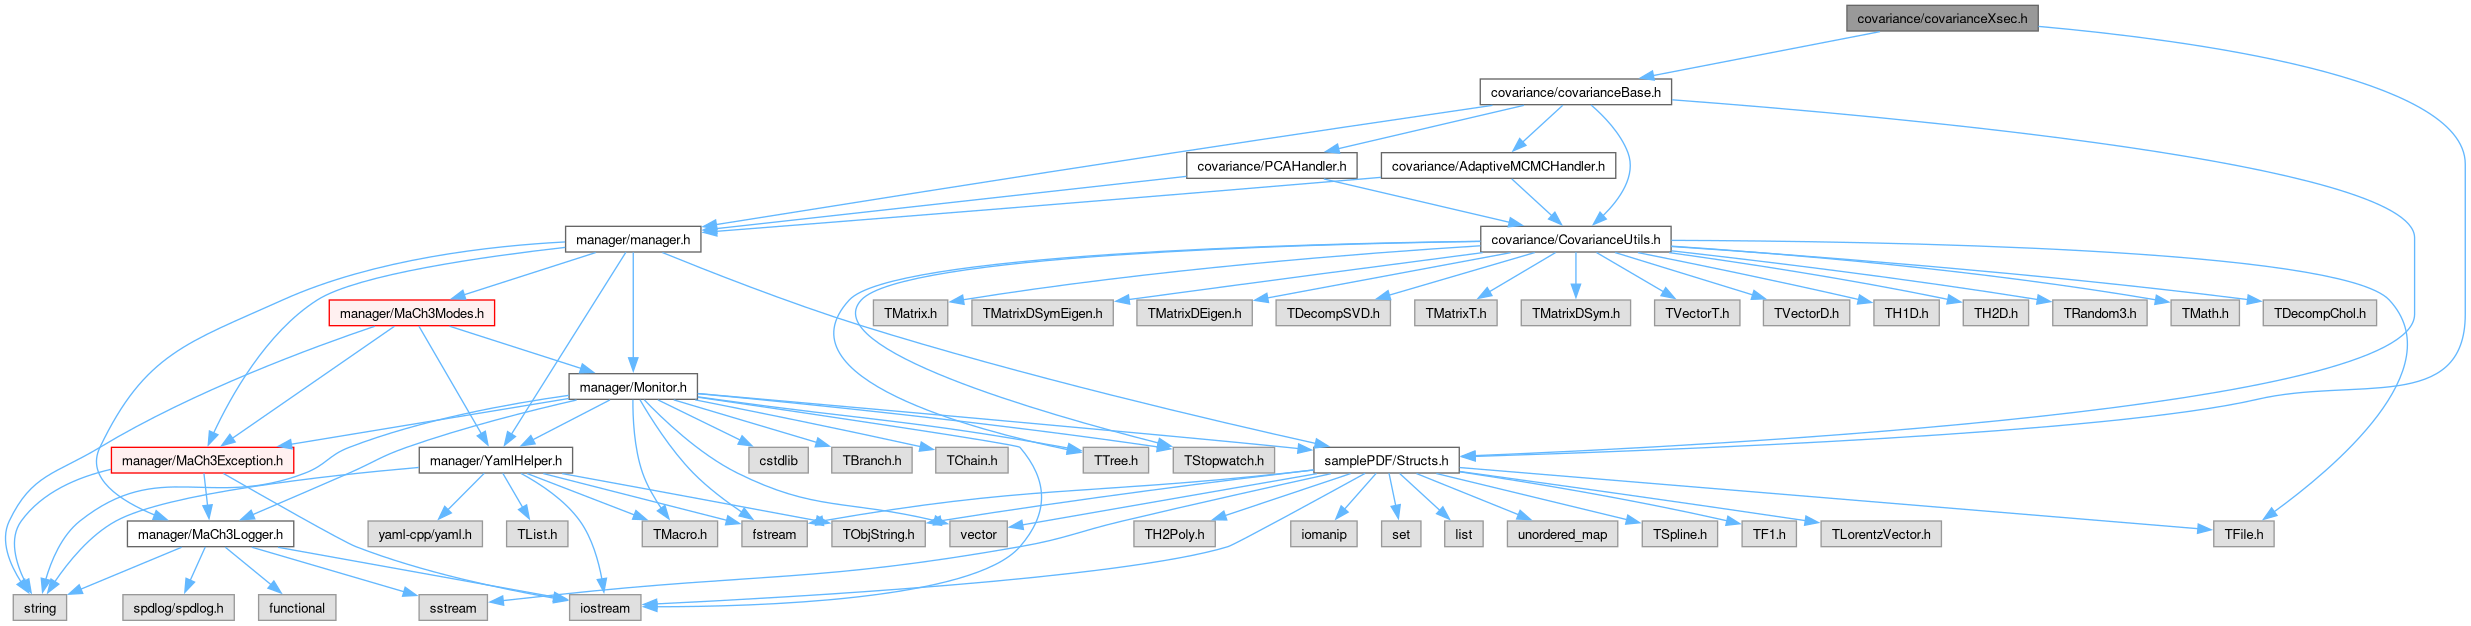 covariance/covarianceXsec.h
covariance/covarianceBase.h
covariance/PCAHandler.h
covariance/AdaptiveMCMCHandler.h
manager/manager.h
covariance/CovarianceUtils.h
manager/MaCh3Modes.h
TMatrix.h
TMatrixDSymEigen.h
TMatrixDEigen.h
TDecompSVD.h
TMatrixT.h
TMatrixDSym.h
TVectorT.h
TVectorD.h
TH1D.h
TH2D.h
TRandom3.h
TMath.h
TDecompChol.h
manager/Monitor.h
manager/MaCh3Exception.h
manager/YamlHelper.h
cstdlib
TBranch.h
TChain.h
TTree.h
TStopwatch.h
samplePDF/Structs.h
manager/MaCh3Logger.h
yaml-cpp/yaml.h
TList.h
TMacro.h
fstream
TObjString.h
vector
TH2Poly.h
iomanip
set
list
unordered_map
TSpline.h
TF1.h
TLorentzVector.h
TFile.h
string
spdlog/spdlog.h
functional
sstream
iostream